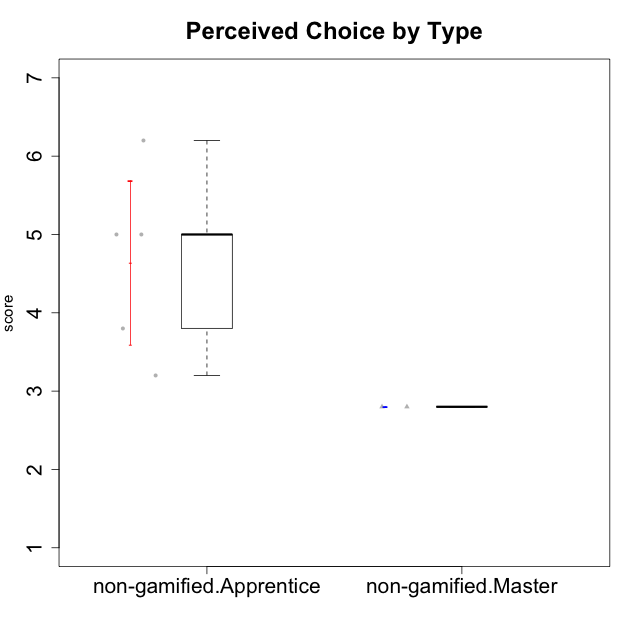 Perceived Choice by Type
7
6
5
4
3
2
1
score
non-gamified.Apprentice
non-gamified.Master